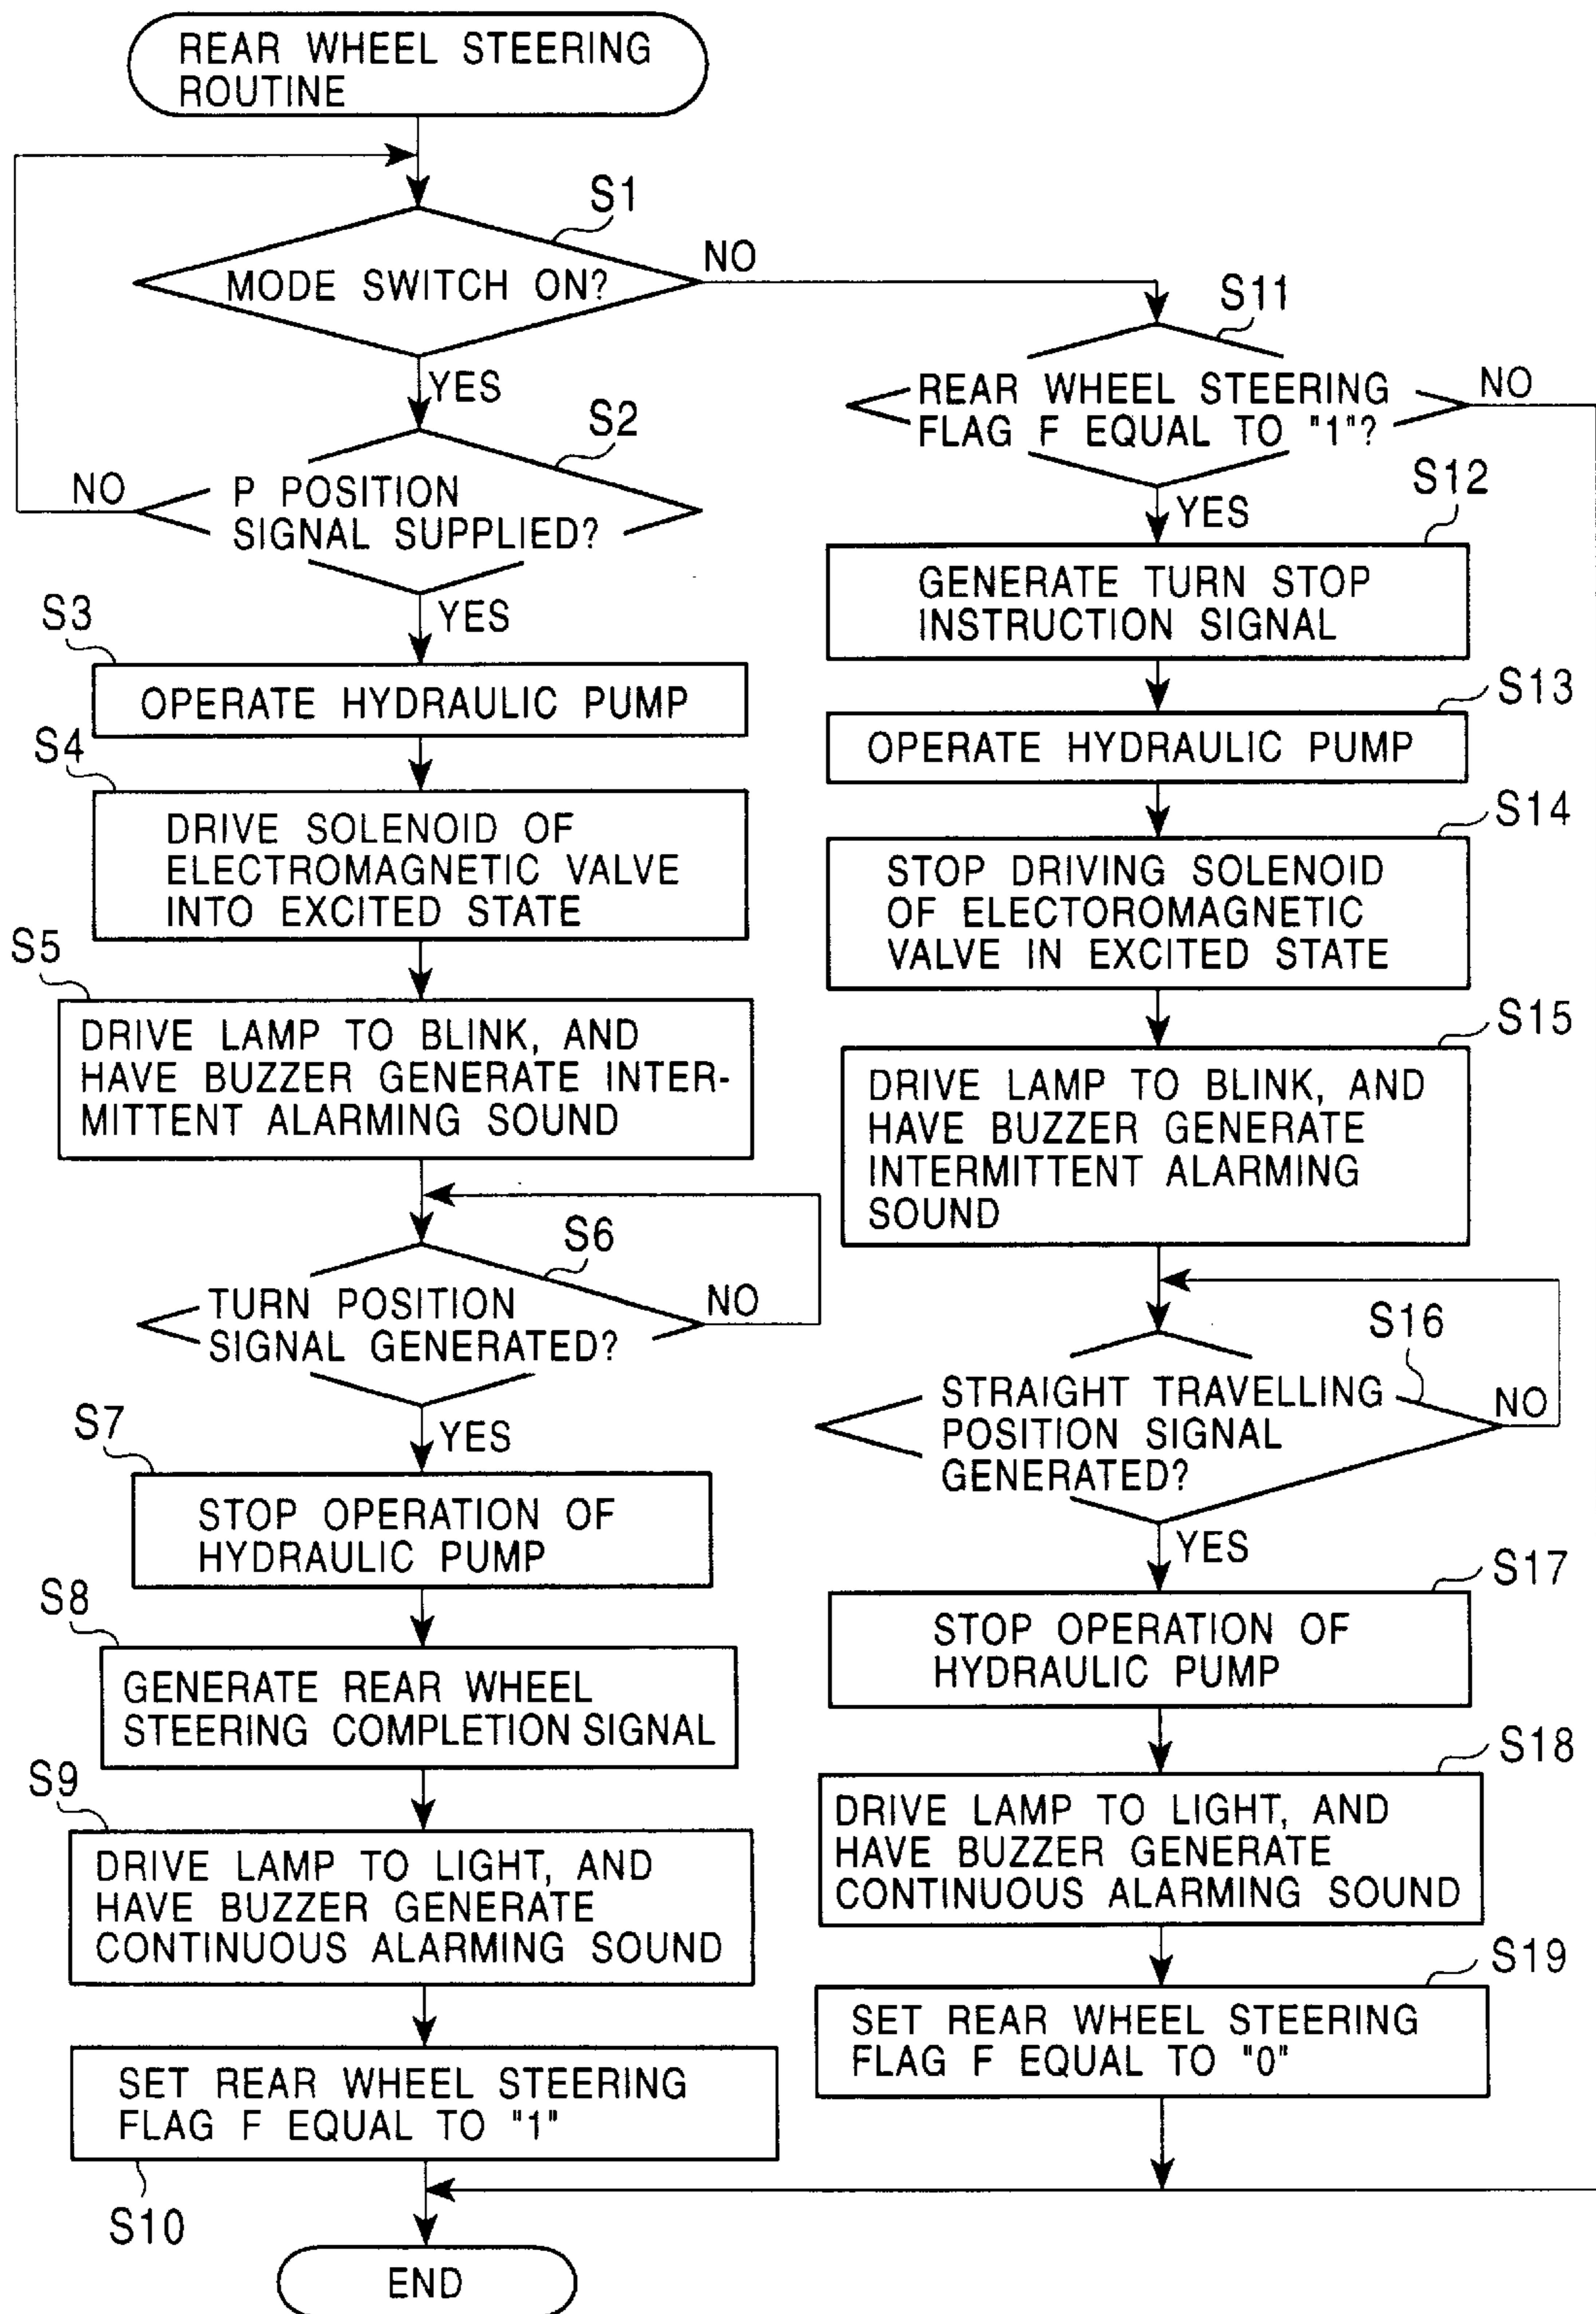 REAR WHEEL STEERING
ROUTINE
S1
MODE SWITCH ON?
NO
YES
S2
P POSITION
SIGNAL SUPPLIED?
NO
YES
S3
OPERATE HYDRAULIC PUMP
S4
DRIVE SOLENOID OF
ELECTROMAGNETIC VALVE
INTO EXCITED STATE
S5
DRIVE LAMP TO BLINK, AND
HAVE BUZZER GENERATE INTER-
MITTENT ALARMING SOUND
S6
TURN POSITION
SIGNAL GENERATED?
NO
YES
S7
STOP OPERATION OF
HYDRAULIC PUMP
S8
GENERATE REAR WHEEL
STEERING COMPLETION SIGNAL
S9
DRIVE LAMP TO LIGHT, AND
HAVE BUZZER GENERATE
CONTINUOUS ALARMING SOUND
SET REAR WHEEL STEERING
FLAG F EQUAL TO "1"
S10
END
S11
REAR WHEEL STEERING
FLAG F EQUAL TO "1"?
NO
YES
S12
GENERATE TURN STOP
INSTRUCTION SIGNAL
S13
OPERATE HYDRAULIC PUMP
S14
STOP DRIVING SOLENOID
OF ELECTOROMAGNETIC
VALVE IN EXCITED STATE
S15
DRIVE LAMP TO BLINK, AND
HAVE BUZZER GENERATE
INTERMITTENT ALARMING
SOUND
S16
STRAIGHT TRAVELLING
POSITION SIGNAL
GENERATED?
NO
YES
S17
STOP OPERATION OF
HYDRAULIC PUMP
S18
DRIVE LAMP TO LIGHT, AND
HAVE BUZZER GENERATE
CONTINUOUS ALARMING SOUND
S19
SET REAR WHEEL STEERING
FLAG F EQUAL TO "0"